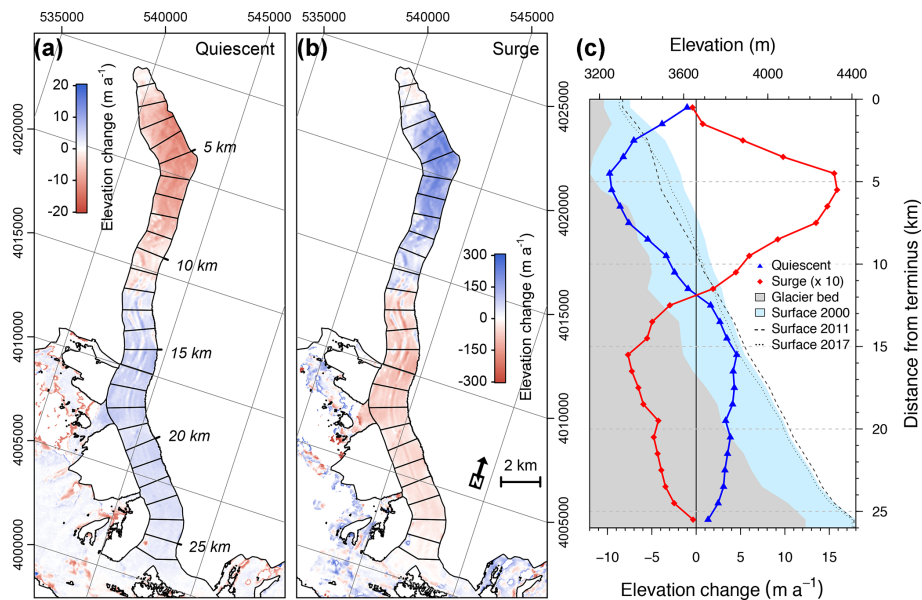 535000
540000
545000
535000
540000
545000
(a)
Quiescent
20
10
0
-10
-20
Elevation change (m a⁻¹)
5 km
10 km
15 km
20 km
25 km
4020000
4015000
4010000
4005000
4000000
(b)
Surge
300
150
0
-150
-300
Elevation change (m a⁻¹)
N
2 km
4025000
4020000
4015000
4010000
4005000
(c)
Elevation (m)
3200
3600
4000
4400
0
5
10
15
20
25
Distance from terminus (km)
Quiescent
Surge (x 10)
Glacier bed
Surface 2000
Surface 2011
Surface 2017
−10
−5
0
5
10
15
Elevation change (m a⁻¹)